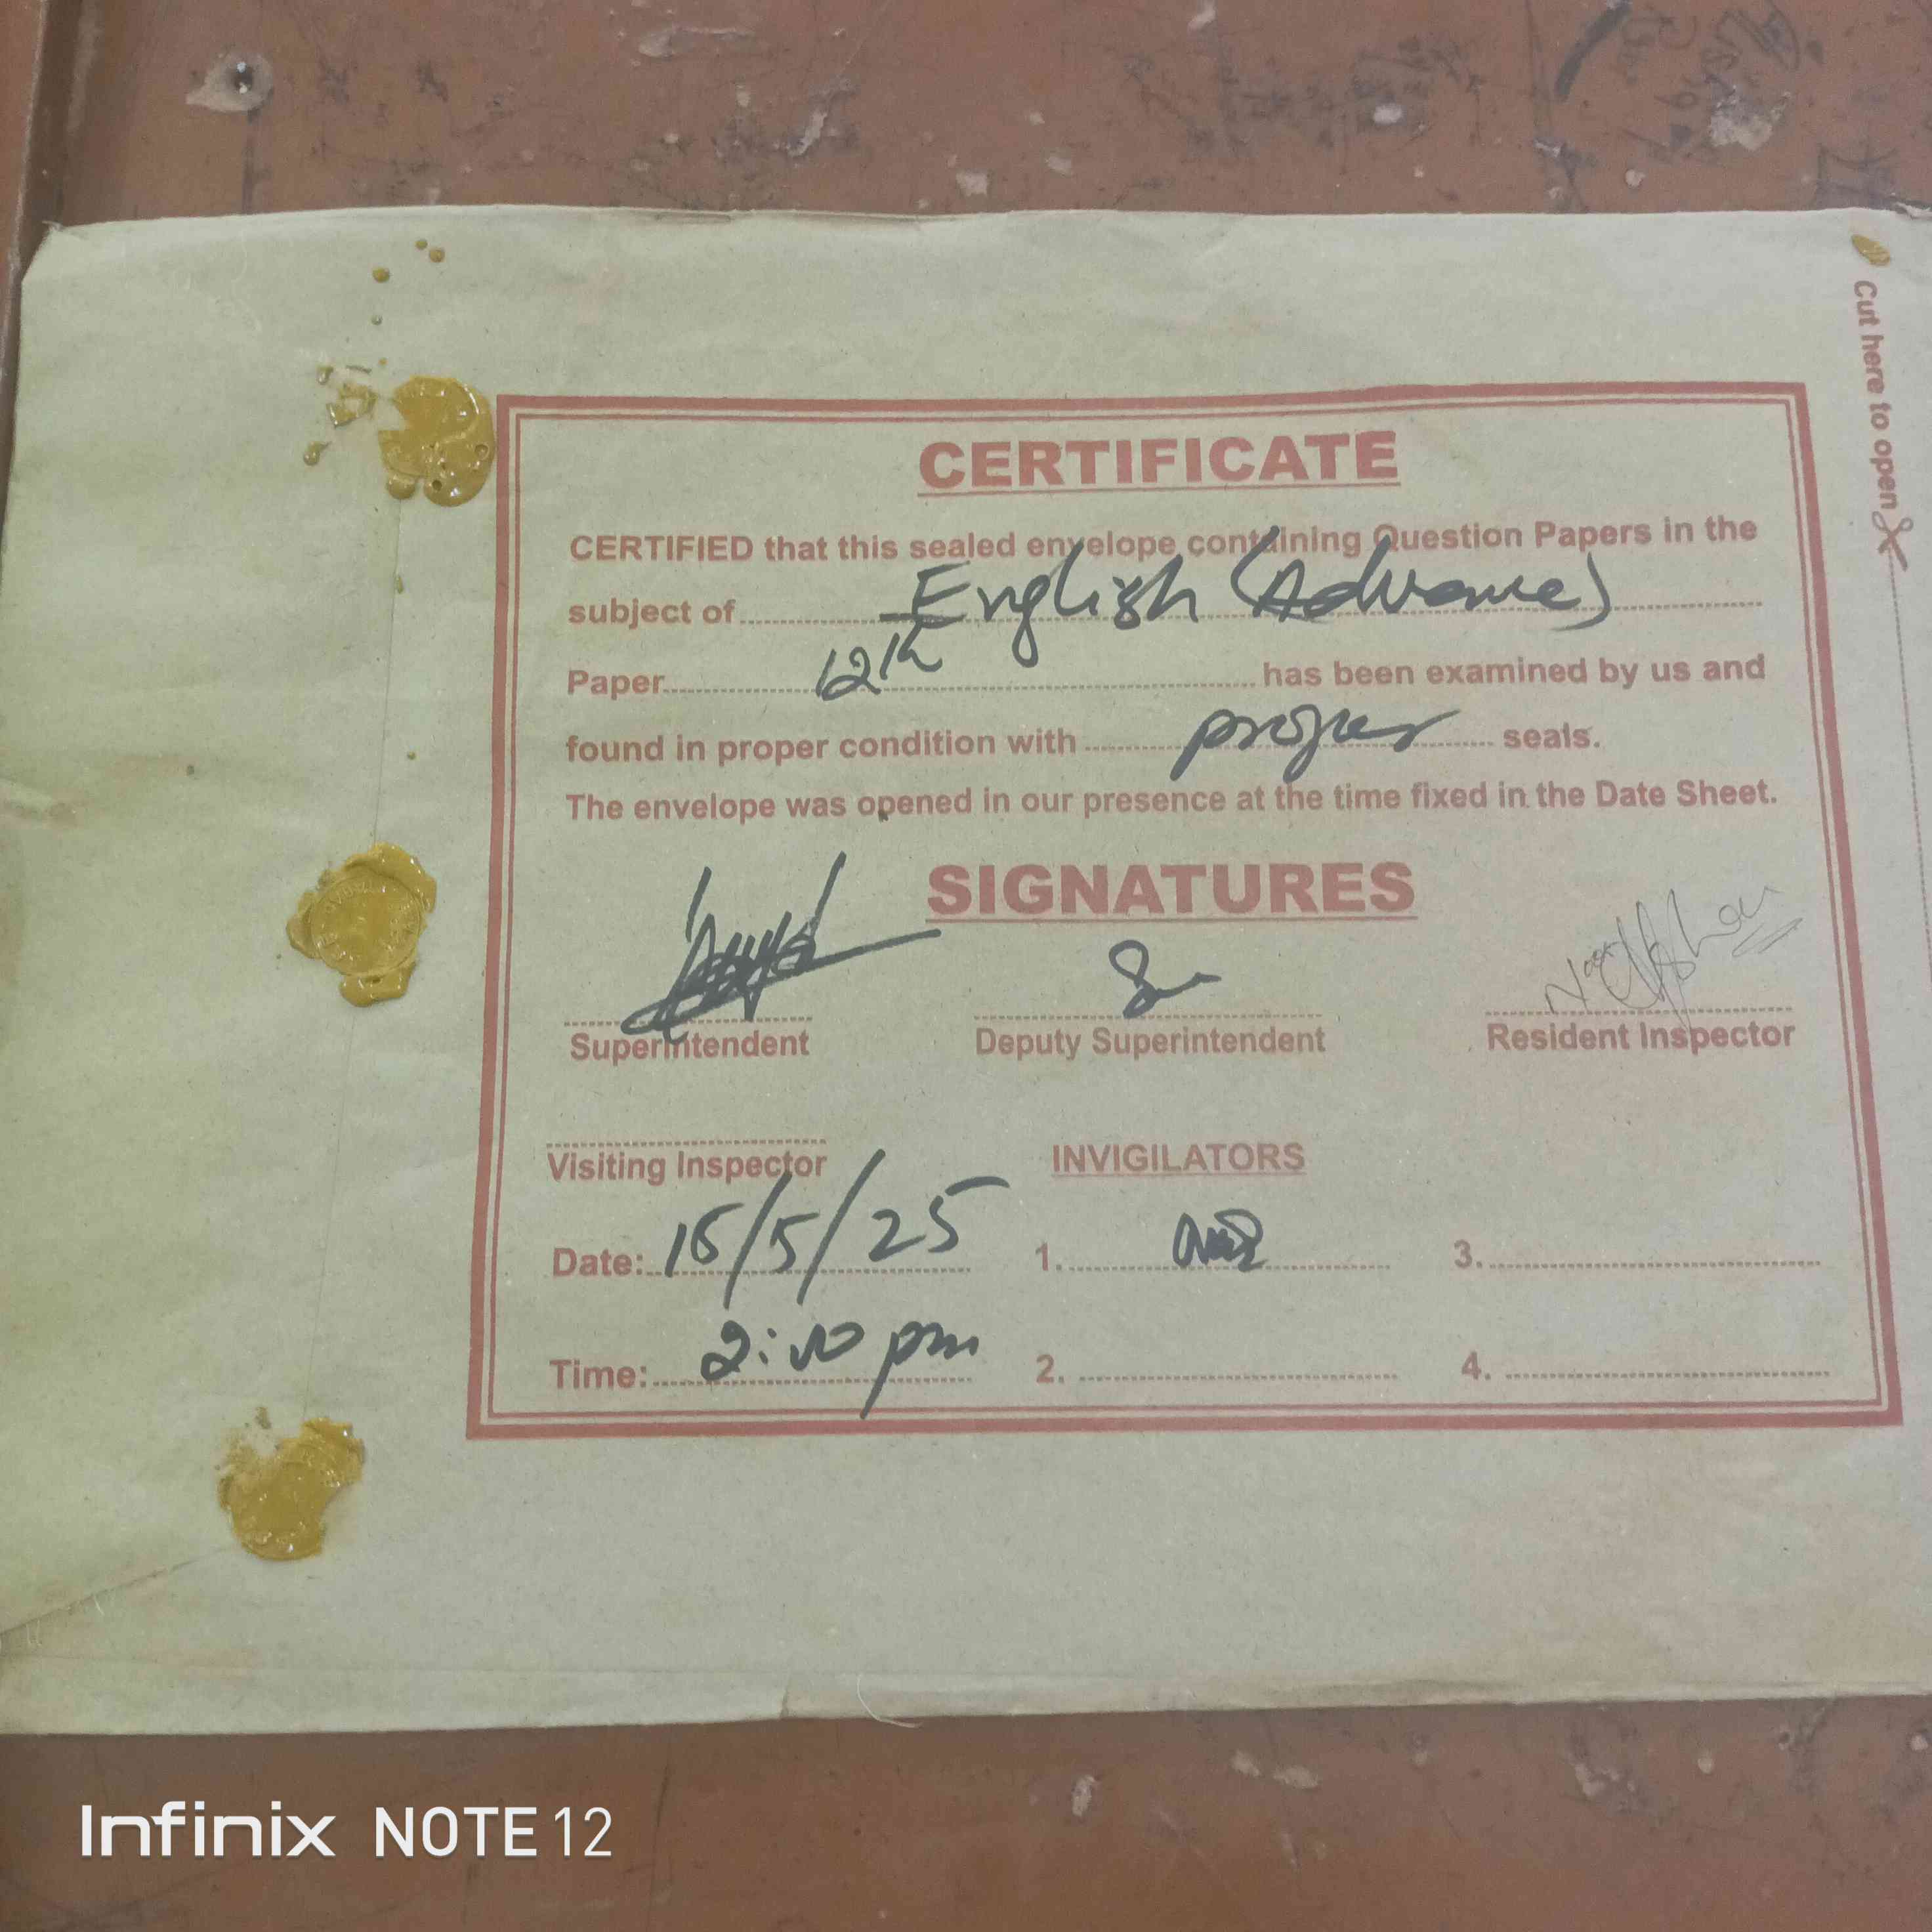 Cut here to open
CERTIFICATE
CERTIFIED that this sealed envelope containing Question Papers in the
subject of English (Advance)
Paper 12th has been examined by us and
found in proper condition with proper seals.
The envelope was opened in our presence at the time fixed in the Date Sheet.
SIGNATURES
Noor Afshan
Superintendent Deputy Superintendent Resident Inspector
Visiting Inspector INVIGILATORS
Date: /5/25 1. 3.
Time: 2:00 pm 2. 4.
Infinix NOTE 12